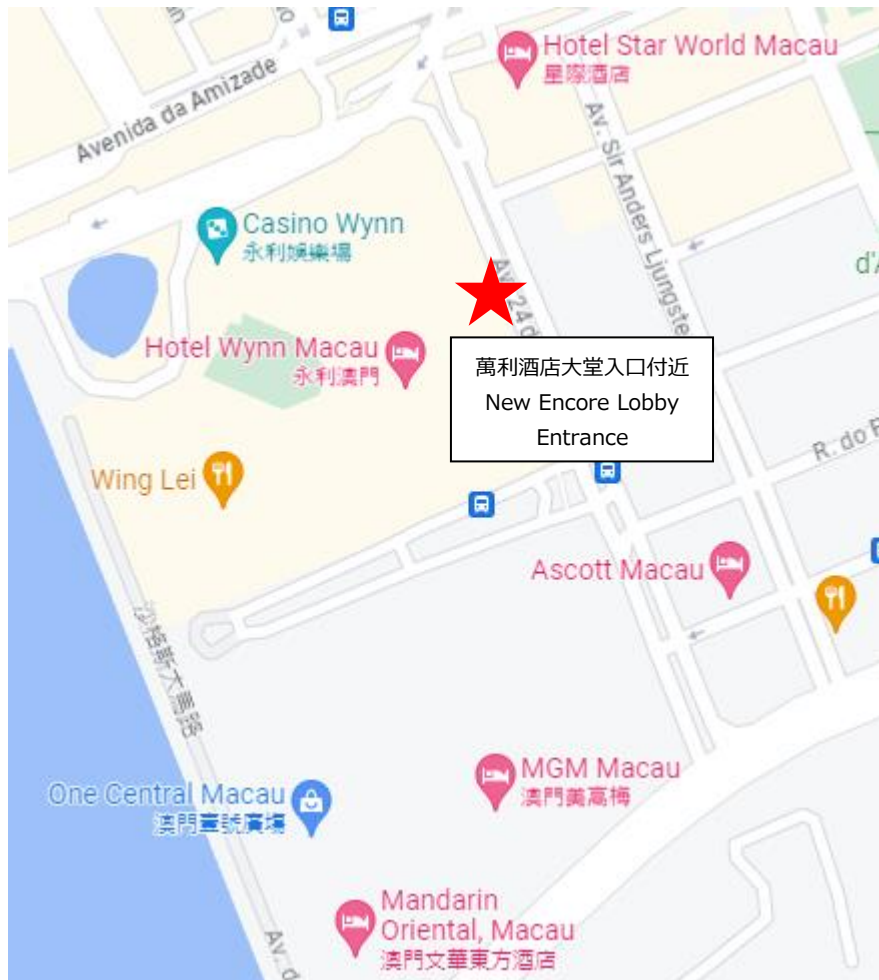 Hotel Star World Macau
星際酒店
Avenida da Amizade
Av. Sir Anders Ljungste
Casino Wynn
永利娛樂場
d'A
Av. 24 d
Hotel Wynn Macau
永利澳門
萬利酒店大堂入口付近
New Encore Lobby
Entrance
R. do P
Wing Lei
Ascott Macau
沙格斯大馬路
MGM Macau
澳門美高梅
One Central Macau
澳門壹號廣場
Mandarin
Oriental, Macau
澳門文華東方酒店
Av. d